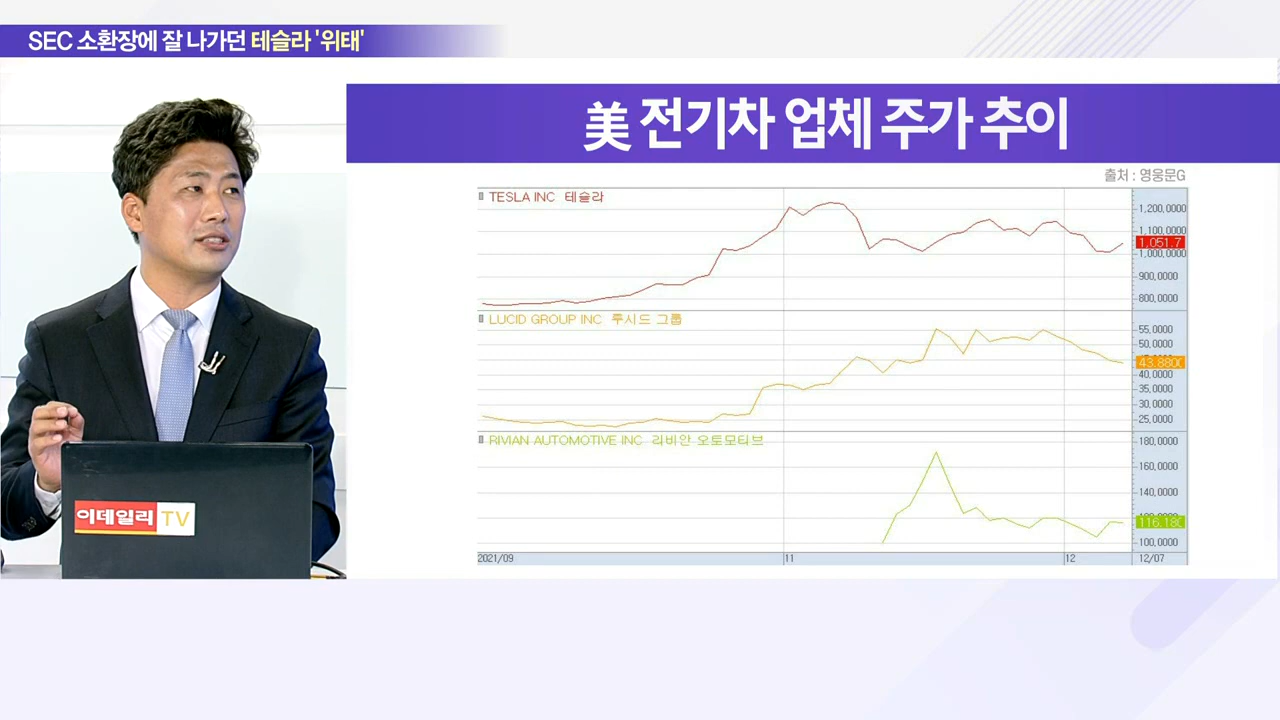 SEC 소환장에 잘 나가던 테슬라 '위태'
美 전기차 업체 주가 추이
출처 : 영웅문G
TESLA INC 테슬라
1,200,0000
1,100,0000
1,051.7
1,000,0000
900,0000
800,0000
LUCID GROUP INC 루시드 그룹
55,0000
50,0000
43.880
40,0000
35,0000
30,0000
25,0000
RIVIAN AUTOMOTIVE INC 리비안 오토모티브
180,0000
160,0000
140,0000
116.180
100,0000
2021/09 11 12 12/07
이데일리 TV